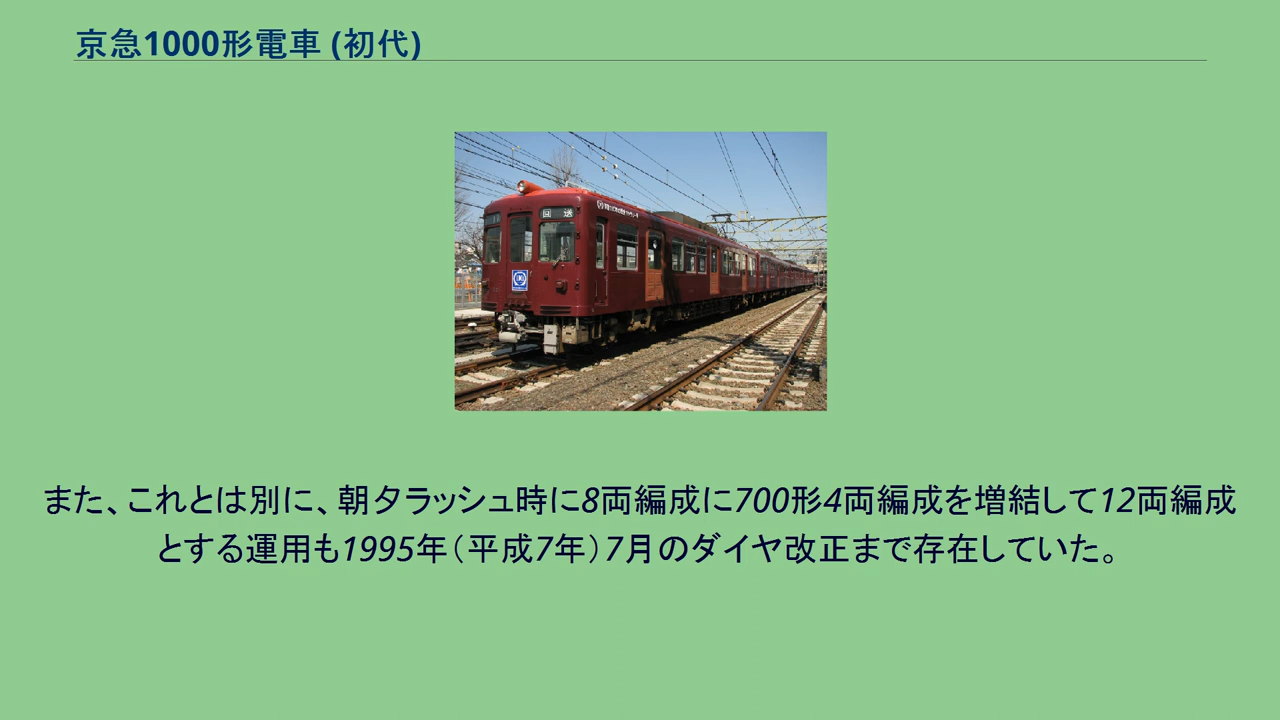 京急1000形電車 (初代)
回送
また、これとは別に、朝夕ラッシュ時に8両編成に700形4両編成を増結して12両編成
とする運用も1995年（平成7年）7月のダイヤ改正まで存在していた。